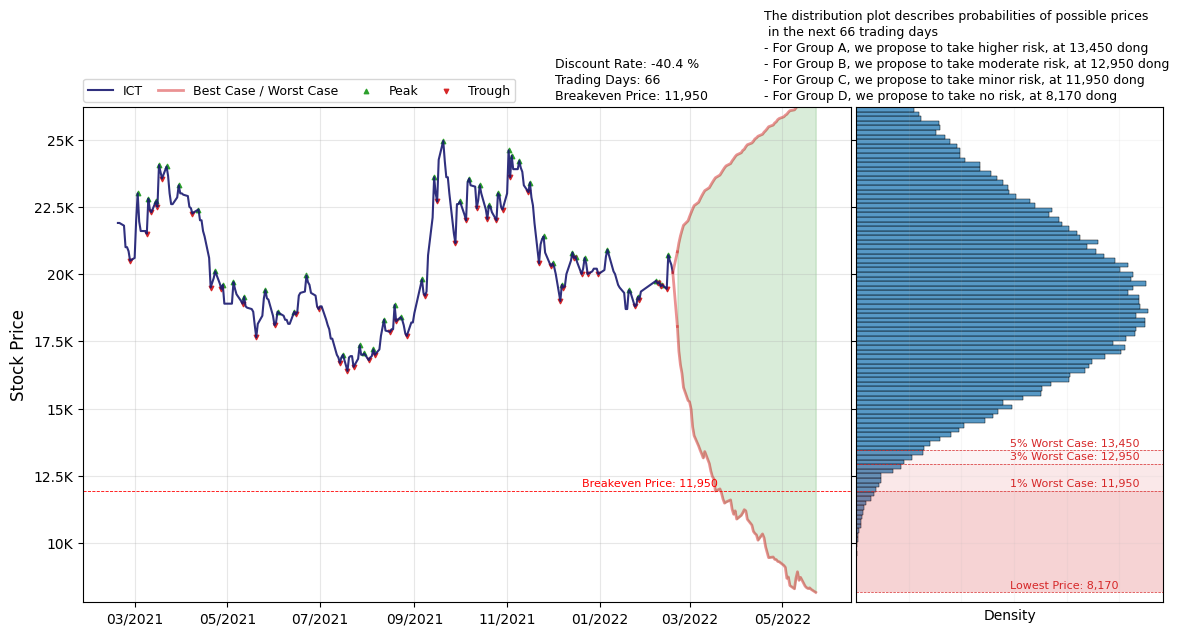 The distribution plot describes probabilities of possible prices
in the next 66 trading days
- For Group A, we propose to take higher risk, at 13,450 dong
- For Group B, we propose to take moderate risk, at 12,950 dong
- For Group C, we propose to take minor risk, at 11,950 dong
- For Group D, we propose to take no risk, at 8,170 dong
Discount Rate: -40.4 %
Trading Days: 66
Breakeven Price: 11,950
ICT Best Case / Worst Case Peak Trough
Stock Price
25K
22.5K
20K
17.5K
15K
12.5K
10K
Breakeven Price: 11,950
03/2021 05/2021 07/2021 09/2021 11/2021 01/2022 03/2022 05/2022
5% Worst Case: 13,450
3% Worst Case: 12,950
1% Worst Case: 11,950
Lowest Price: 8,170
Density